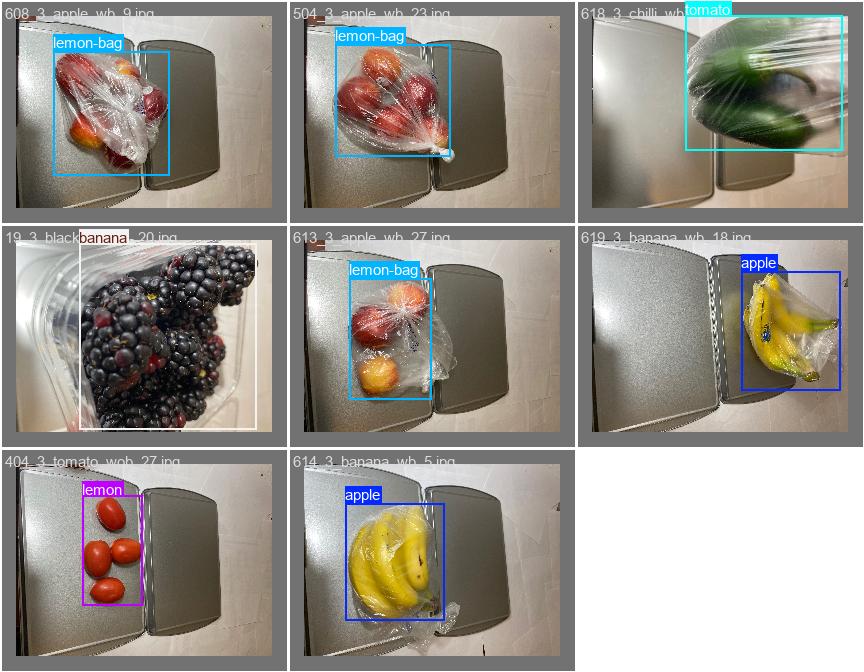 608_3_apple_wb_9.jpg
lemon-bag
504_3_apple_wb_23.jpg
lemon-bag
618_3_chilli_wb
tomato
19_3_black
banana
20.jpg
613_3_apple_wb_27.jpg
lemon-bag
619_3_banana_wb_18.jpg
apple
404_3_tomato_wob_27.jpg
lemon
614_3_banana_wb_5.jpg
apple